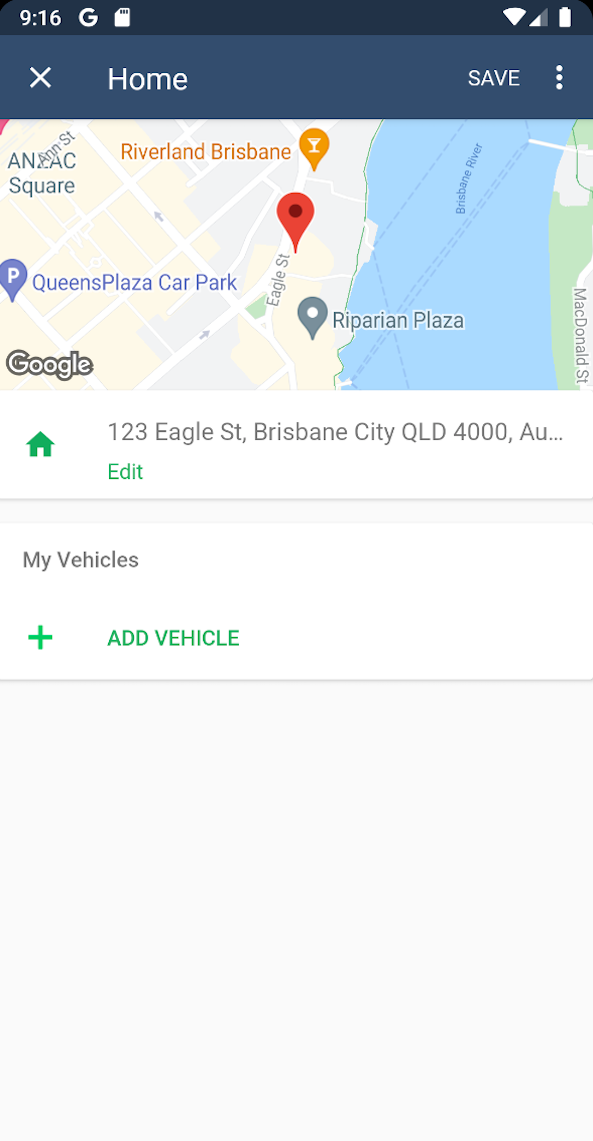 9:16
Home
SAVE
Ann St
ANZAC
Square
Riverland Brisbane
Brisbane River
QueensPlaza Car Park
P
Eagle St
Riparian Plaza
MacDonald St
Google
123 Eagle St, Brisbane City QLD 4000, Au...
Edit
My Vehicles
ADD VEHICLE